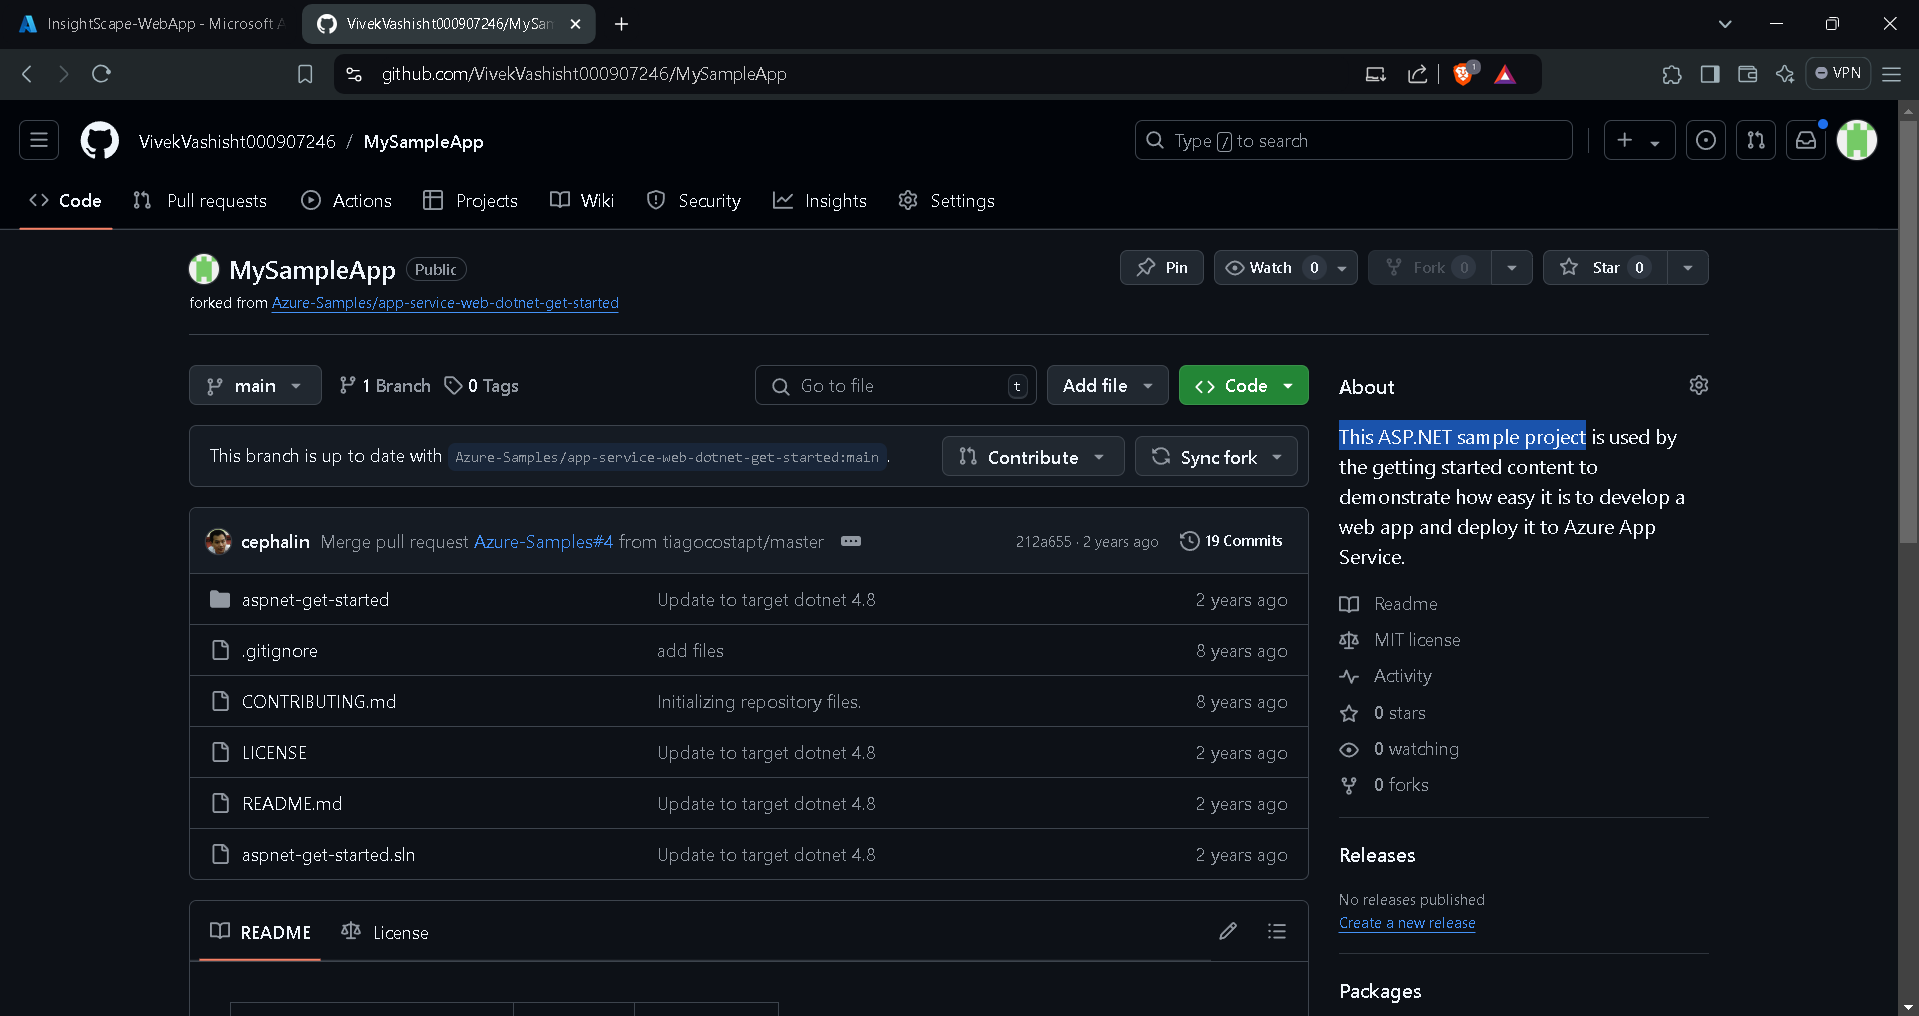 InsightScape-WebApp - Microsoft A
VivekVashisht000907246/MySam
github.com/VivekVashisht000907246/MySampleApp
1
VPN
VivekVashisht000907246 / MySampleApp
Type / to search
Code
Pull requests
Actions
Projects
Wiki
Security
Insights
Settings
MySampleApp Public
forked from Azure-Samples/app-service-web-dotnet-get-started
Pin
Watch 0
Fork 0
Star 0
main
1 Branch
0 Tags
Go to file t
Add file
Code
This branch is up to date with Azure-Samples/app-service-web-dotnet-get-started:main .
Contribute
Sync fork
cephalin Merge pull request Azure-Samples#4 from tiagocostapt/master
212a655 · 2 years ago
19 Commits
aspnet-get-started Update to target dotnet 4.8 2 years ago
.gitignore add files 8 years ago
CONTRIBUTING.md Initializing repository files. 8 years ago
LICENSE Update to target dotnet 4.8 2 years ago
README.md Update to target dotnet 4.8 2 years ago
aspnet-get-started.sln Update to target dotnet 4.8 2 years ago
README
License
About
This ASP.NET sample project is used by
the getting started content to
demonstrate how easy it is to develop a
web app and deploy it to Azure App
Service.
Readme
MIT license
Activity
0 stars
0 watching
0 forks
Releases
No releases published
Create a new release
Packages